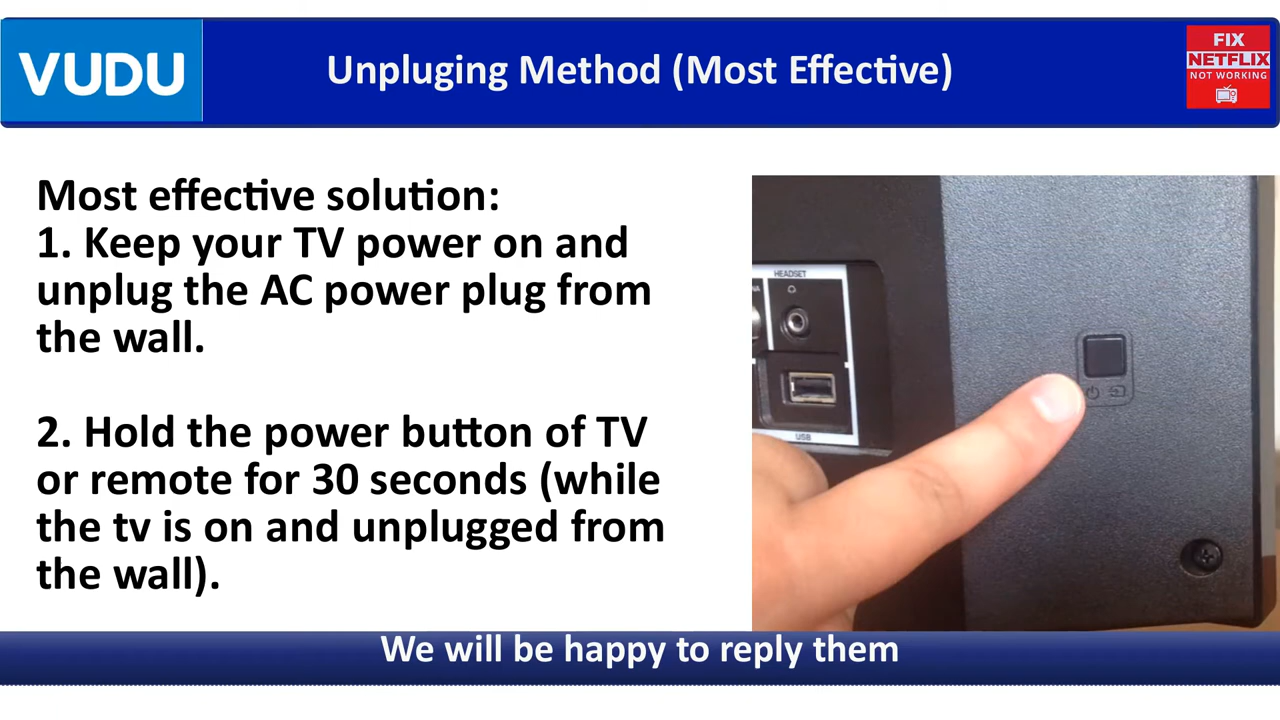 VUDU
Unpluging Method (Most Effective)
FIX
NETFLIX
NOT WORKING
Most effective solution:
1. Keep your TV power on and
unplug the AC power plug from
the wall.
2. Hold the power button of TV
or remote for 30 seconds (while
the tv is on and unplugged from
the wall).
HEADSET
USB
We will be happy to reply them